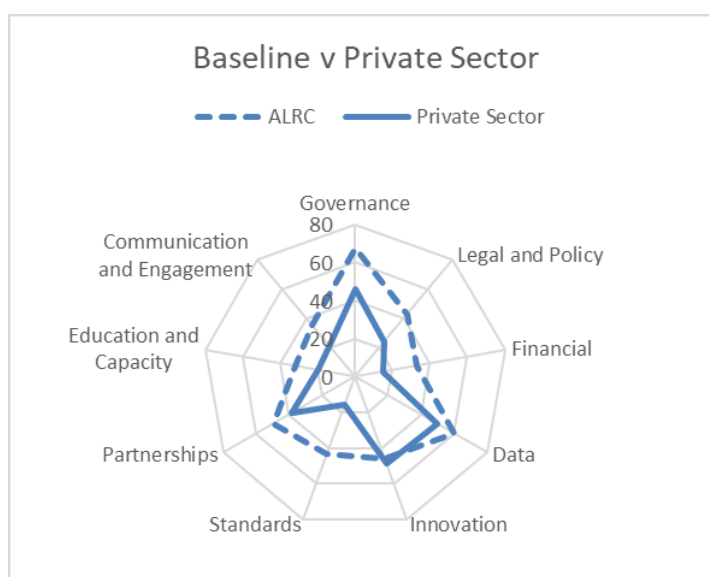 Baseline v Private Sector
ALRC
Private Sector
Governance
Legal and Policy
Financial
Data
Innovation
Standards
Partnerships
Education and
Capacity
Communication
and Engagement
80
60
40
20
0